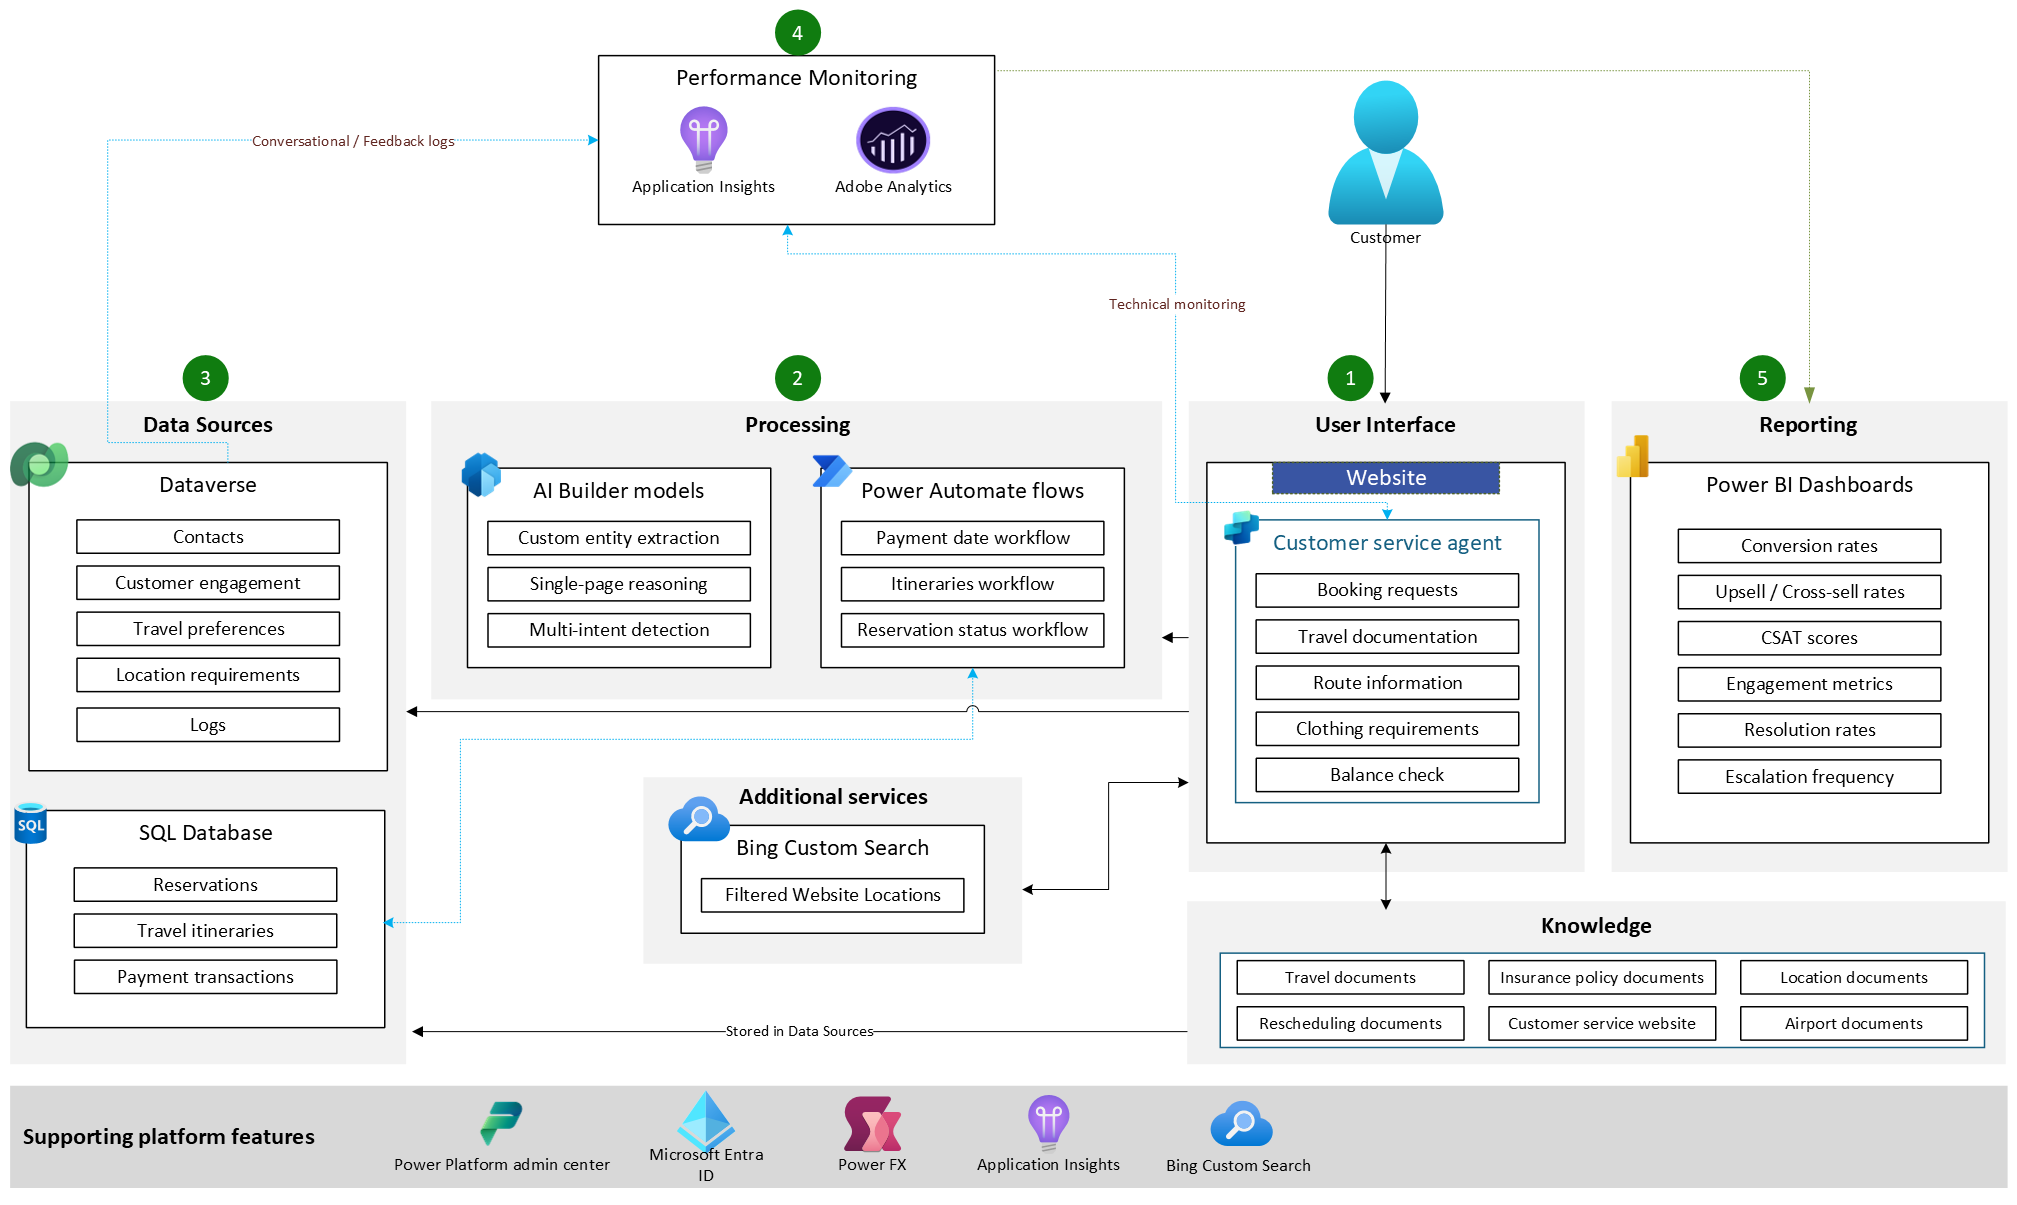 4
Performance Monitoring
Application Insights
Adobe Analytics
Conversational / Feedback logs
Customer
Technical monitoring
3
2
1
5
Data Sources
Dataverse
Contacts
Customer engagement
Travel preferences
Location requirements
Logs
SQL
SQL Database
Reservations
Travel itineraries
Payment transactions
Processing
AI Builder models
Custom entity extraction
Single-page reasoning
Multi-intent detection
Power Automate flows
Payment date workflow
Itineraries workflow
Reservation status workflow
Additional services
Bing Custom Search
Filtered Website Locations
User Interface
Website
Customer service agent
Booking requests
Travel documentation
Route information
Clothing requirements
Balance check
Reporting
Power BI Dashboards
Conversion rates
Upsell / Cross-sell rates
CSAT scores
Engagement metrics
Resolution rates
Escalation frequency
Knowledge
Travel documents
Insurance policy documents
Location documents
Rescheduling documents
Customer service website
Airport documents
Stored in Data Sources
Supporting platform features
Power Platform admin center
Microsoft Entra
ID
Power FX
Application Insights
Bing Custom Search